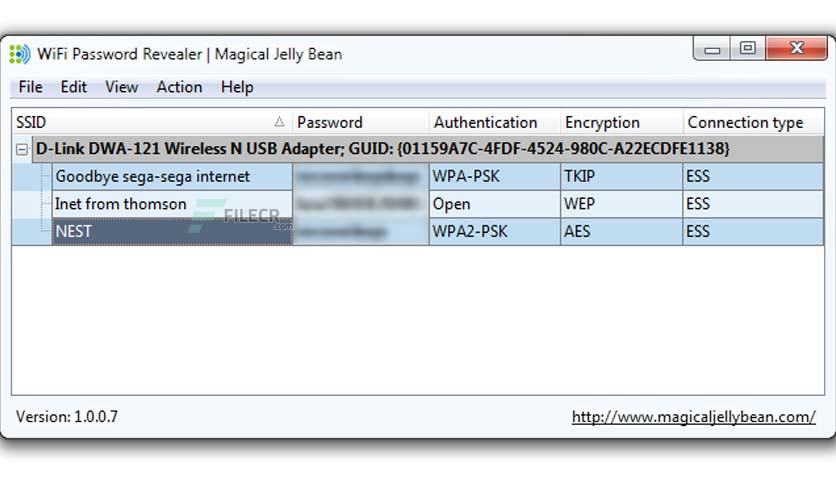 WiFi Password Revealer | Magical Jelly Bean
File Edit View Action Help
SSID Password Authentication Encryption Connection type
D-Link DWA-121 Wireless N USB Adapter; GUID: {01159A7C-4FDF-4524-980C-A22ECDFE1138}
Goodbye sega-sega internet WPA-PSK TKIP ESS
Inet from thomson Open WEP ESS
FILECR
.com
NEST WPA2-PSK AES ESS
Version: 1.0.0.7 http://www.magicaljellybean.com/